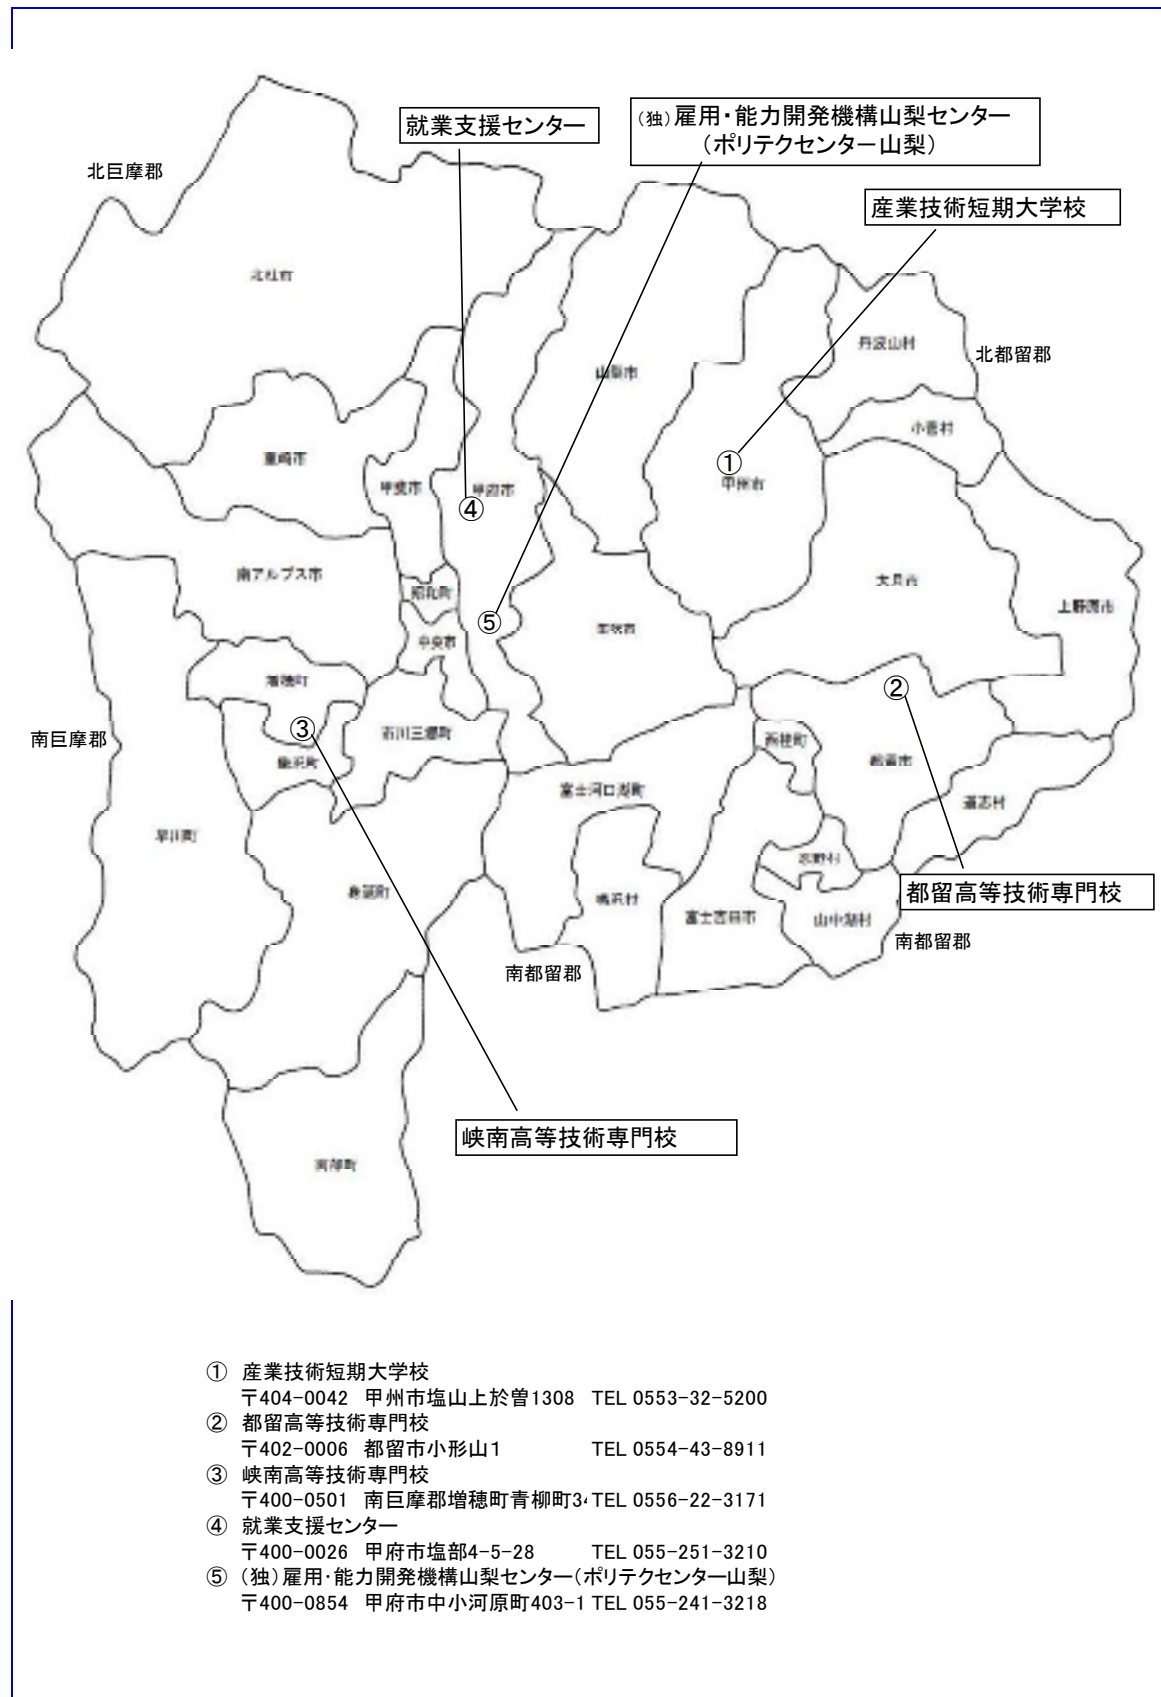 就業支援センター
（独）雇用・能力開発機構山梨センター
（ポリテクセンター山梨）
北巨摩郡
産業技術短期大学校
北杜市
丹波山村
北都留郡
山梨市
小菅村
韮崎市
①
甲斐市
甲府市
甲州市
④
南アルプス市
大月市
昭和町
上野原市
⑤
笛吹市
中央市
増穂町
②
③
南巨摩郡
市川三郷町
西桂町
都留市
鰍沢町
富士河口湖町
道志村
早川町
忍野村
身延町
鳴沢村
都留高等技術専門校
富士吉田市
山中湖村
南都留郡
南都留郡
峡南高等技術専門校
南部町
① 産業技術短期大学校
〒404-0042 甲州市塩山上於曽1308 TEL 0553-32-5200
② 都留高等技術専門校
〒402-0006 都留市小形山1 TEL 0554-43-8911
③ 峡南高等技術専門校
〒400-0501 南巨摩郡増穂町青柳町3 TEL 0556-22-3171
④ 就業支援センター
〒400-0026 甲府市塩部4-5-28 TEL 055-251-3210
⑤ （独）雇用・能力開発機構山梨センター（ポリテクセンター山梨）
〒400-0854 甲府市中小河原町403-1 TEL 055-241-3218